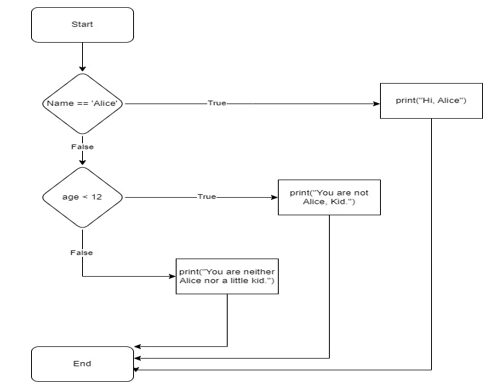 Start
Name == 'Alice'
True
print("Hi, Alice")
False
age < 12
True
print("You are not
Alice, Kid.")
False
print("You are neither
Alice nor a little kid.")
End